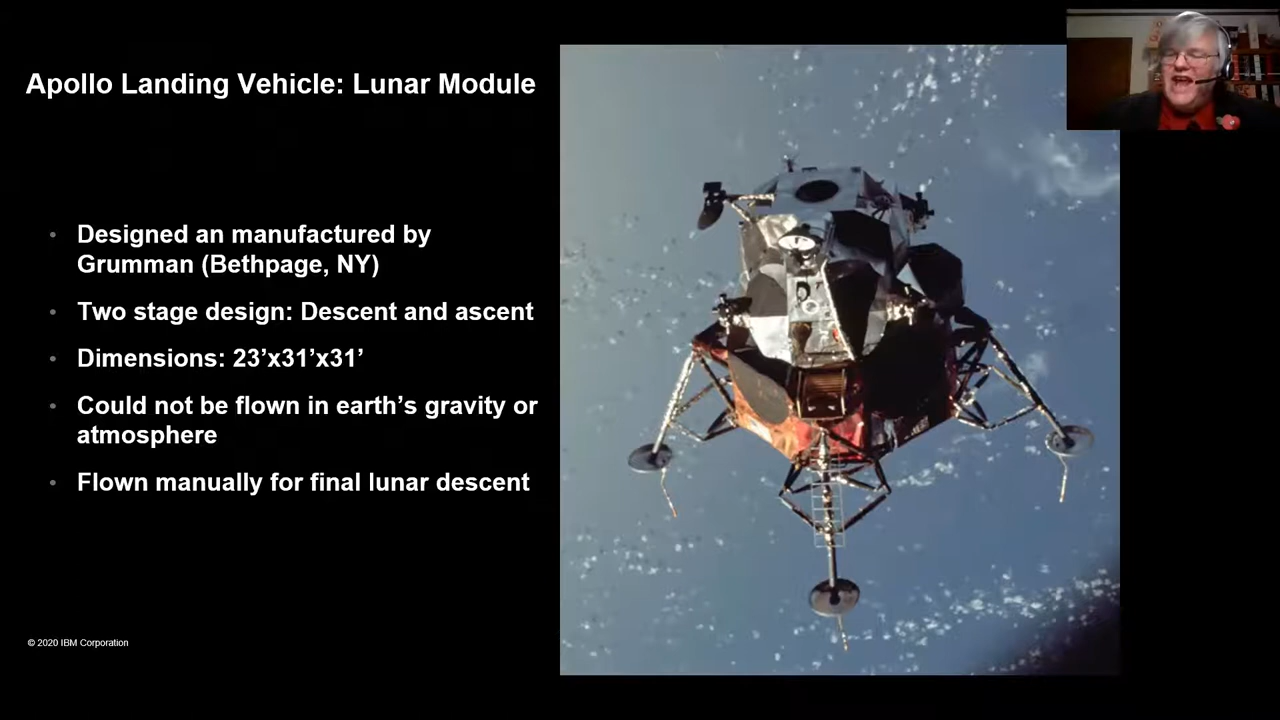 Apollo Landing Vehicle: Lunar Module
• Designed an manufactured by
Grumman (Bethpage, NY)
• Two stage design: Descent and ascent
• Dimensions: 23’x31’x31’
• Could not be flown in earth’s gravity or
atmosphere
• Flown manually for final lunar descent
© 2020 IBM Corporation